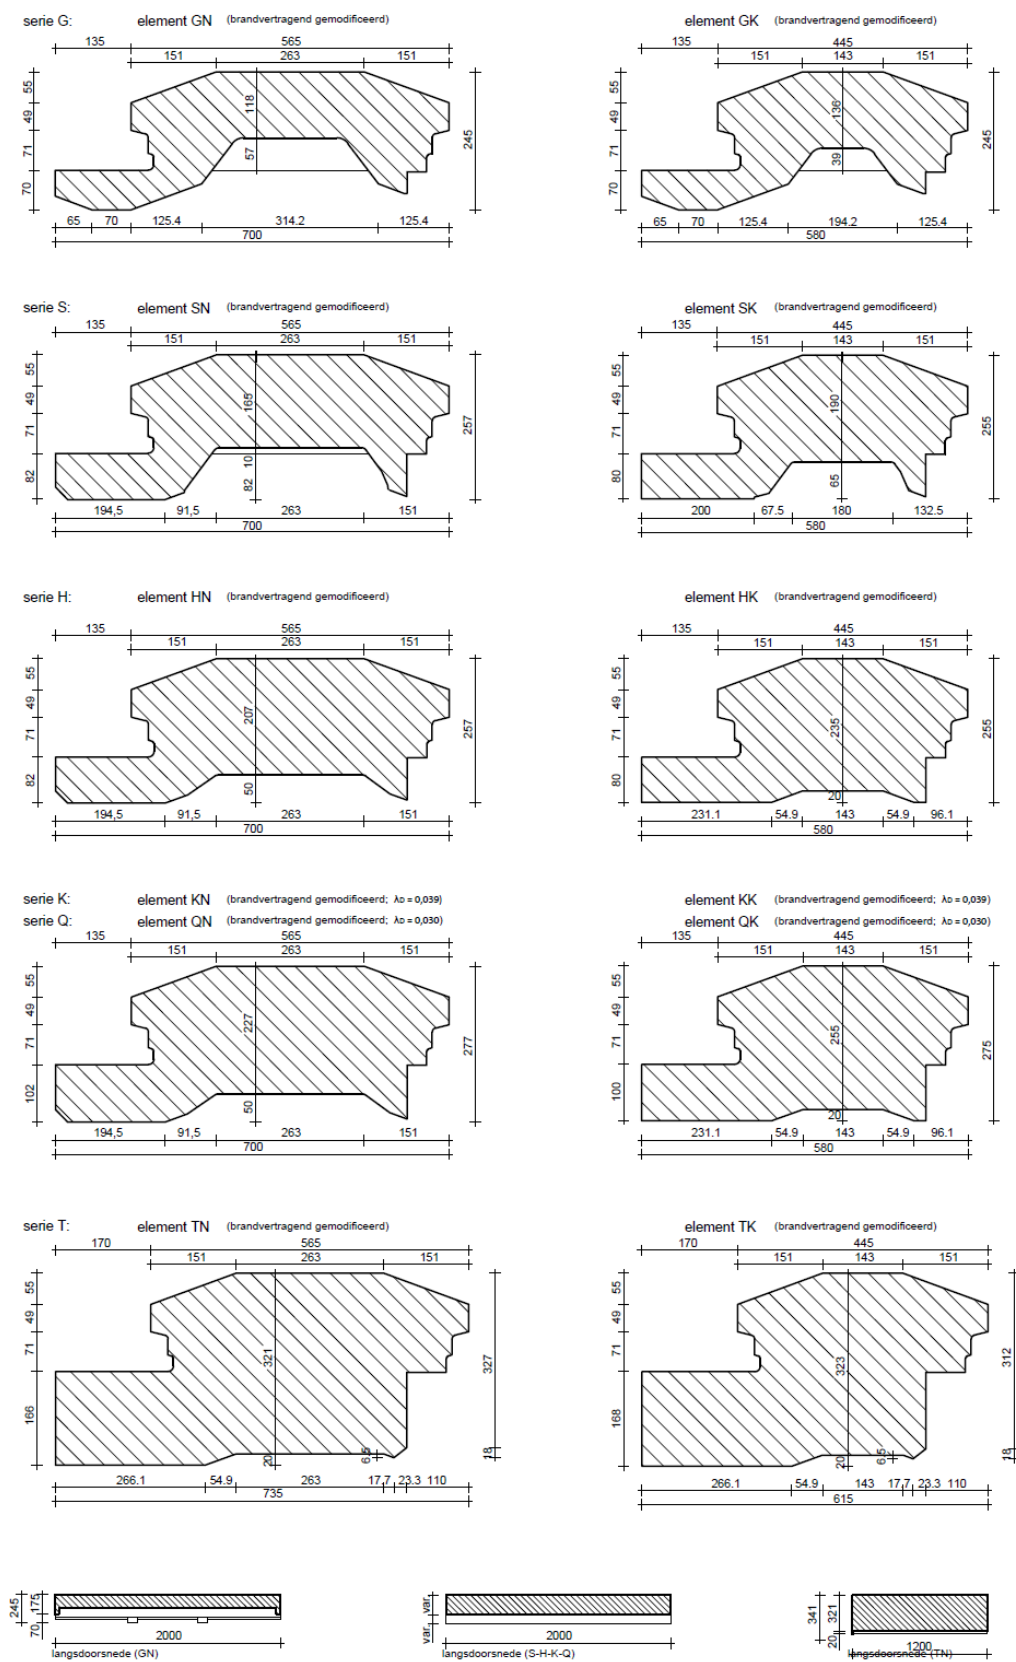 serie G: element GN (brandvertragend gemodificeerd) element GK (brandvertragend gemodificeerd)
135 565 135 445
151 263 151 151 143 151
55 49 71 70 118 57 245 55 49 71 70 136 39 245
65 70 125.4 314.2 125.4 65 70 125.4 194.2 125.4
700 580
serie S: element SN (brandvertragend gemodificeerd) element SK (brandvertragend gemodificeerd)
135 565 135 445
151 263 151 151 143 151
55 49 71 82 165 10 82 257 55 49 71 80 190 65 255
194,5 91,5 263 151 200 67.5 180 132.5
700 580
serie H: element HN (brandvertragend gemodificeerd) element HK (brandvertragend gemodificeerd)
135 565 135 445
151 263 151 151 143 151
55 49 71 82 207 50 257 55 49 71 80 235 20 255
194,5 91,5 263 151 231.1 54.9 143 54.9 96.1
700 580
serie K: element KN (brandvertragend gemodificeerd; λD = 0,039) element KK (brandvertragend gemodificeerd; λD = 0,039)
serie Q: element QN (brandvertragend gemodificeerd; λD = 0,030) element QK (brandvertragend gemodificeerd; λD = 0,030)
135 565 135 445
151 263 151 151 143 151
55 49 71 102 227 50 277 55 49 71 100 255 20 275
194,5 91,5 263 151 231.1 54.9 143 54.9 96.1
700 580
serie T: element TN (brandvertragend gemodificeerd) element TK (brandvertragend gemodificeerd)
170 565 170 445
151 263 151 151 143 151
55 49 71 166 321 20 6.5 327 18 55 49 71 168 323 20 6.5 312 18
266.1 54.9 263 17.7 23.3 110 266.1 54.9 143 17.7 23.3 110
735 615
245 175 70 var. var. 341 321 20
2000 2000 1200
langsdoorsnede (GN) langsdoorsnede (S-H-K-Q) langsdoorsnede (TN)